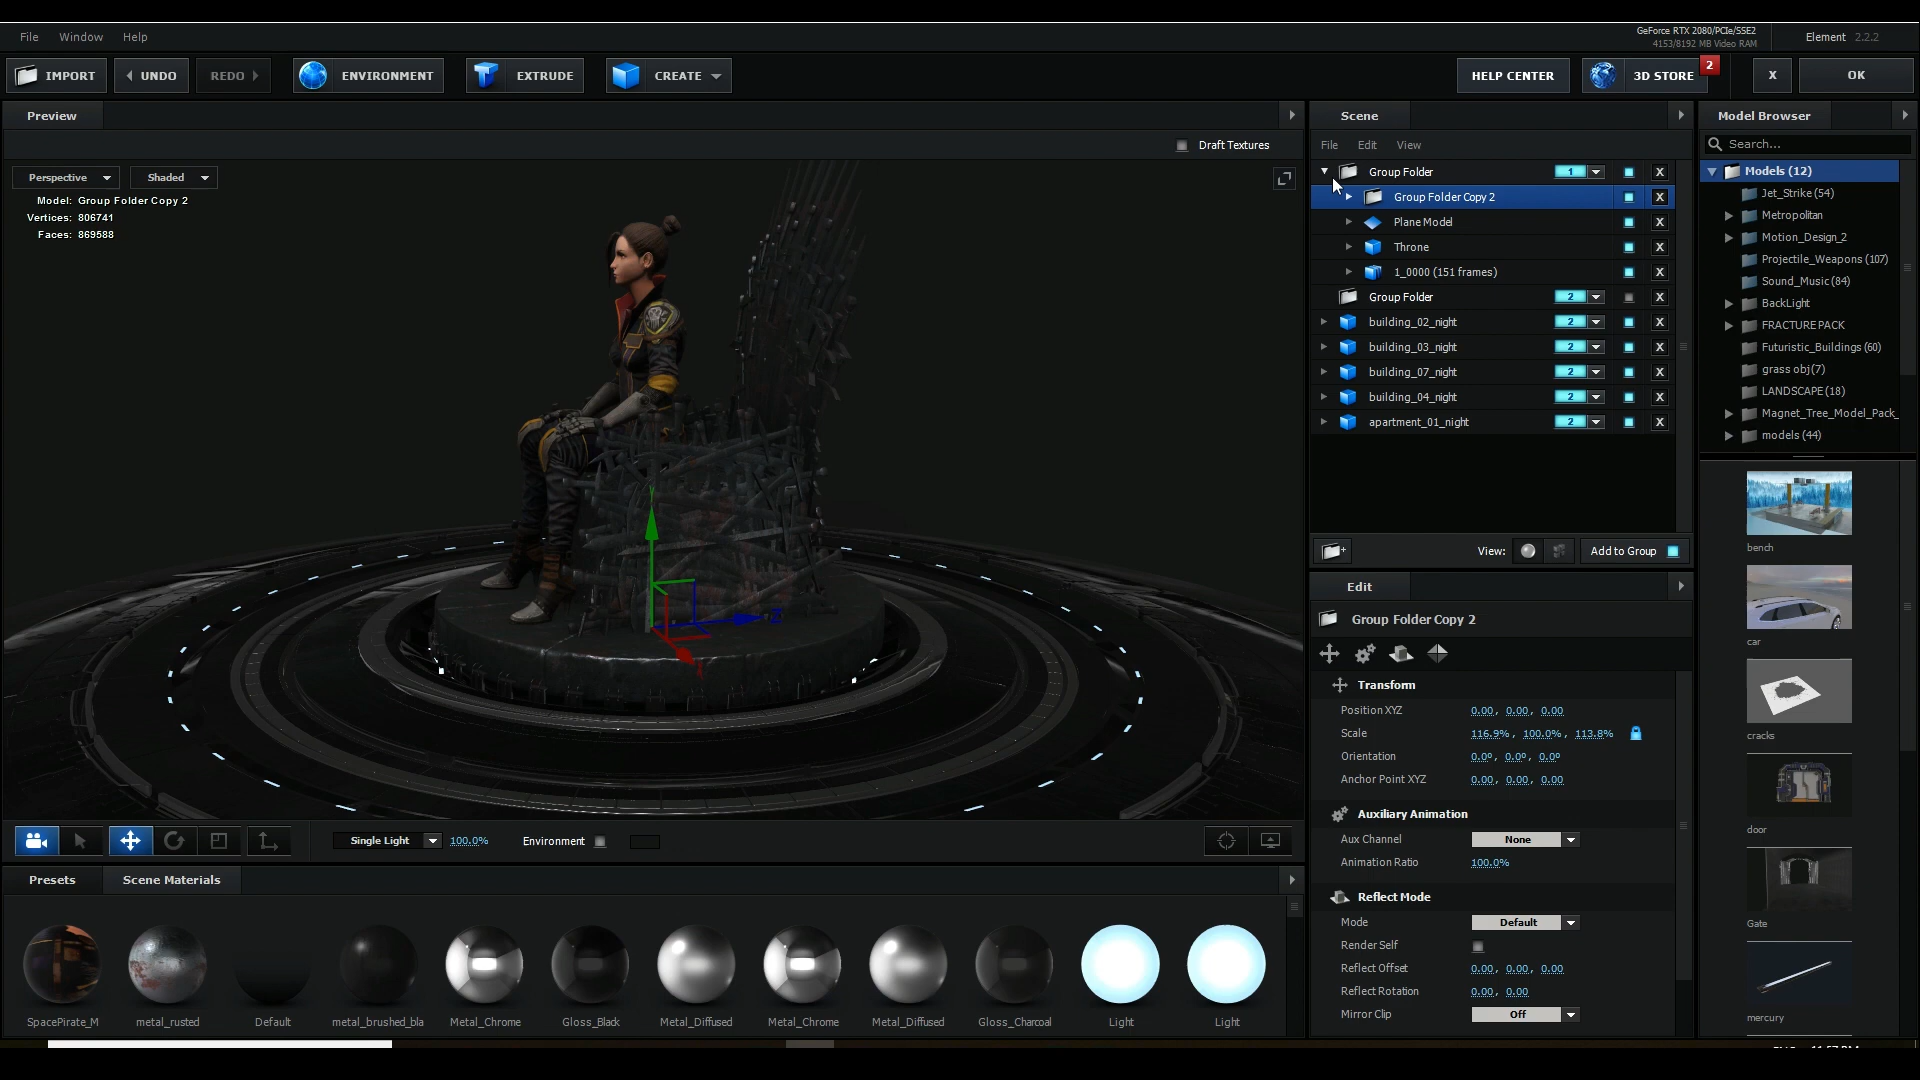 File Window Help
GeForce RTX 2080/PCIe/SSE2
4153/8192 MB Video RAM
Element 2.2.2
IMPORT UNDO REDO ENVIRONMENT EXTRUDE CREATE HELP CENTER 3D STORE 2 X OK
Preview
Draft Textures
Perspective Shaded
Model: Group Folder Copy 2
Vertices: 806741
Faces: 869588
Y
Z
Single Light 100.0% Environment
Presets Scene Materials
SpacePirate_M metal_rusted Default metal_brushed_bla Metal_Chrome Gloss_Black Metal_Diffused Metal_Chrome Metal_Diffused Gloss_Charcoal Light Light
Scene
File Edit View
Group Folder 1 X
Group Folder Copy 2 X
Plane Model X
Throne X
1_0000 (151 frames) X
Group Folder 2 X
building_02_night 2 X
building_03_night 2 X
building_07_night 2 X
building_04_night 2 X
apartment_01_night 2 X
View: Add to Group
Edit
Group Folder Copy 2
Transform
Position XYZ 0.00, 0.00, 0.00
Scale 116.9%, 100.0%, 113.8%
Orientation 0.0º, 0.0º, 0.0º
Anchor Point XYZ 0.00, 0.00, 0.00
Auxiliary Animation
Aux Channel None
Animation Ratio 100.0%
Reflect Mode
Mode Default
Render Self
Reflect Offset 0.00, 0.00, 0.00
Reflect Rotation 0.00, 0.00
Mirror Clip Off
Model Browser
Search...
Models (12)
Jet_Strike (54)
Metropolitan
Motion_Design_2
Projectile_Weapons (107)
Sound_Music (84)
BackLight
FRACTURE PACK
Futuristic_Buildings (60)
grass obj (7)
LANDSCAPE (18)
Magnet_Tree_Model_Pack_
models (44)
bench
car
cracks
door
Gate
mercury